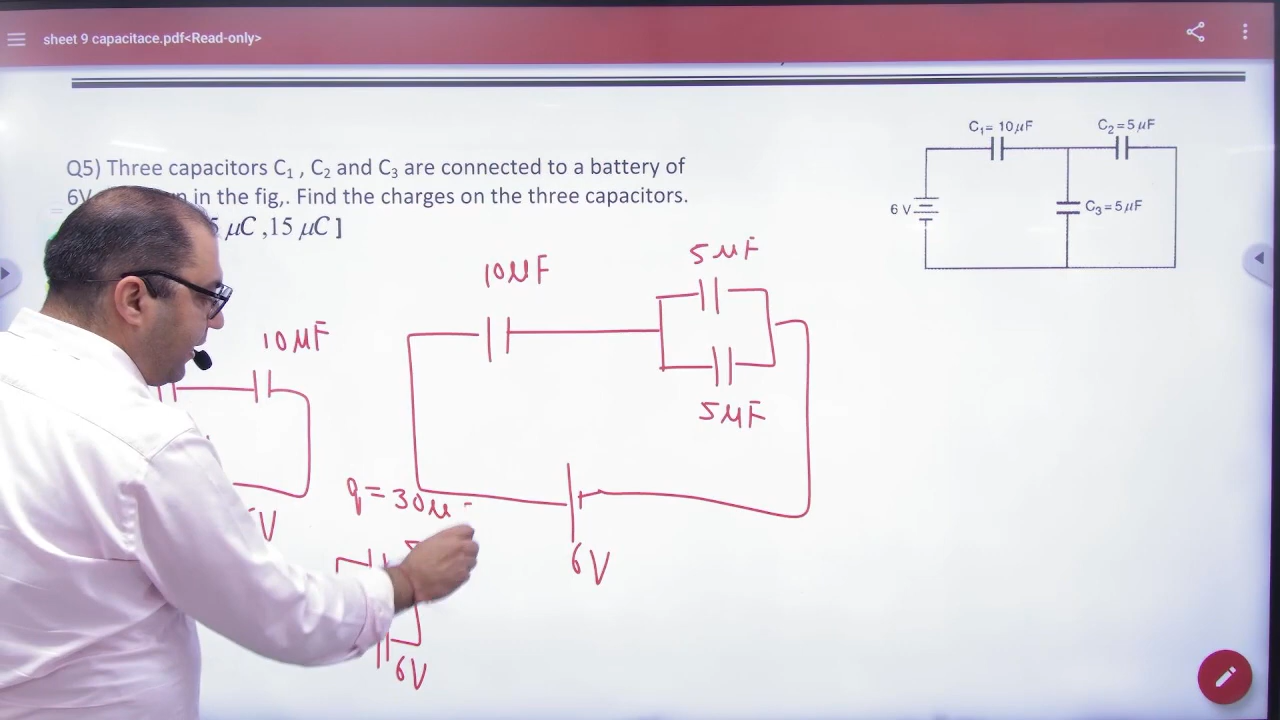 sheet 9 capacitace.pdf<Read-only>
Q5) Three capacitors C₁ , C₂ and C₃ are connected to a battery of
6V in the fig,. Find the charges on the three capacitors.
μC ,15 μC ]
C₁= 10μF
C₂=5μF
6 V
C₃=5μF
10μF
5μF
5μF
6V
10μF
V
q=30μ
5
6V